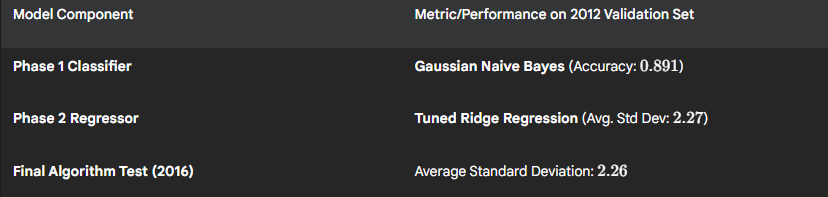 Model Component Metric/Performance on 2012 Validation Set
Phase 1 Classifier Gaussian Naive Bayes (Accuracy: 0.891)
Phase 2 Regressor Tuned Ridge Regression (Avg. Std Dev: 2.27)
Final Algorithm Test (2016) Average Standard Deviation: 2.26